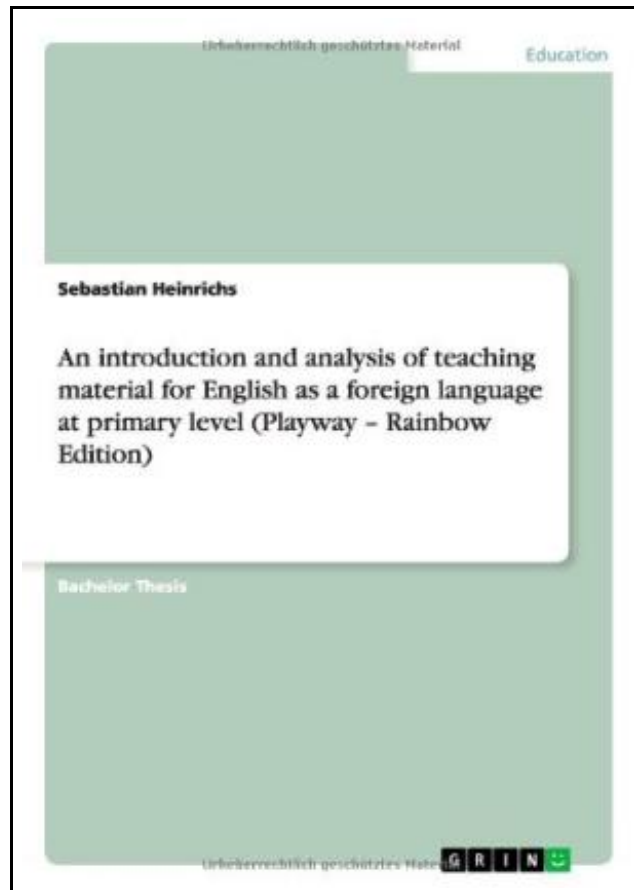 Urheberrechtlich geschütztes Material
Education
Sebastian Heinrichs
An introduction and analysis of teaching
material for English as a foreign language
at primary level (Playway – Rainbow
Edition)
Bachelor Thesis
Urheberrechtlich geschütztes
GRIN